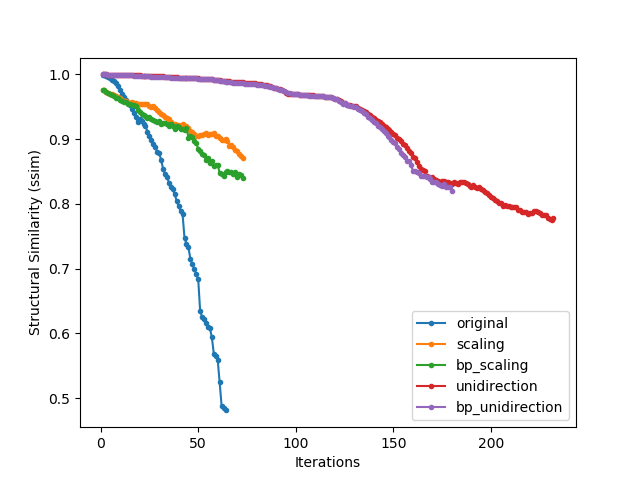 1.0
0.9
0.8
0.7
0.6
0.5
Structural Similarity (ssim)
0
50
100
150
200
Iterations
original
scaling
bp_scaling
unidirection
bp_unidirection